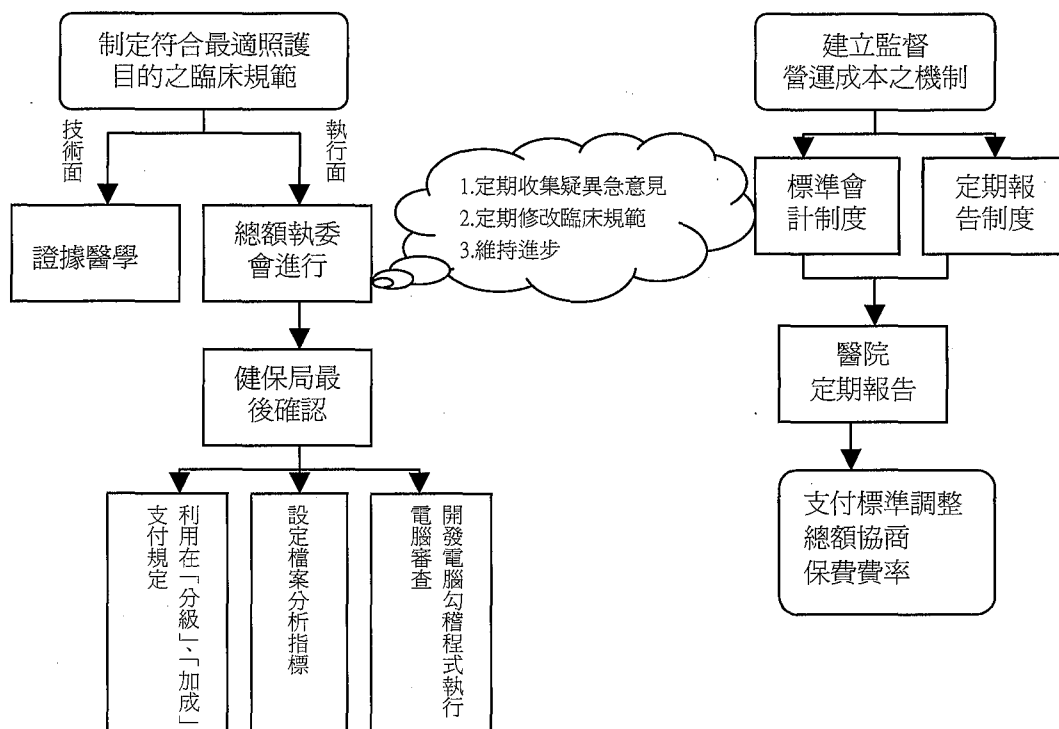 制定符合最適照護
目的之臨床規範
技術面
執行面
證據醫學
總額執委
會進行
1.定期收集疑異急意見
2.定期修改臨床規範
3.維持進步
健保局最
後確認
利用在「分級」、「加成」
支付規定
設定檔案分析指標
開發電腦勾稽程式執行
電腦審查
建立監督
營運成本之機制
標準會
計制度
定期報
告制度
醫院
定期報告
支付標準調整
總額協商
保費費率